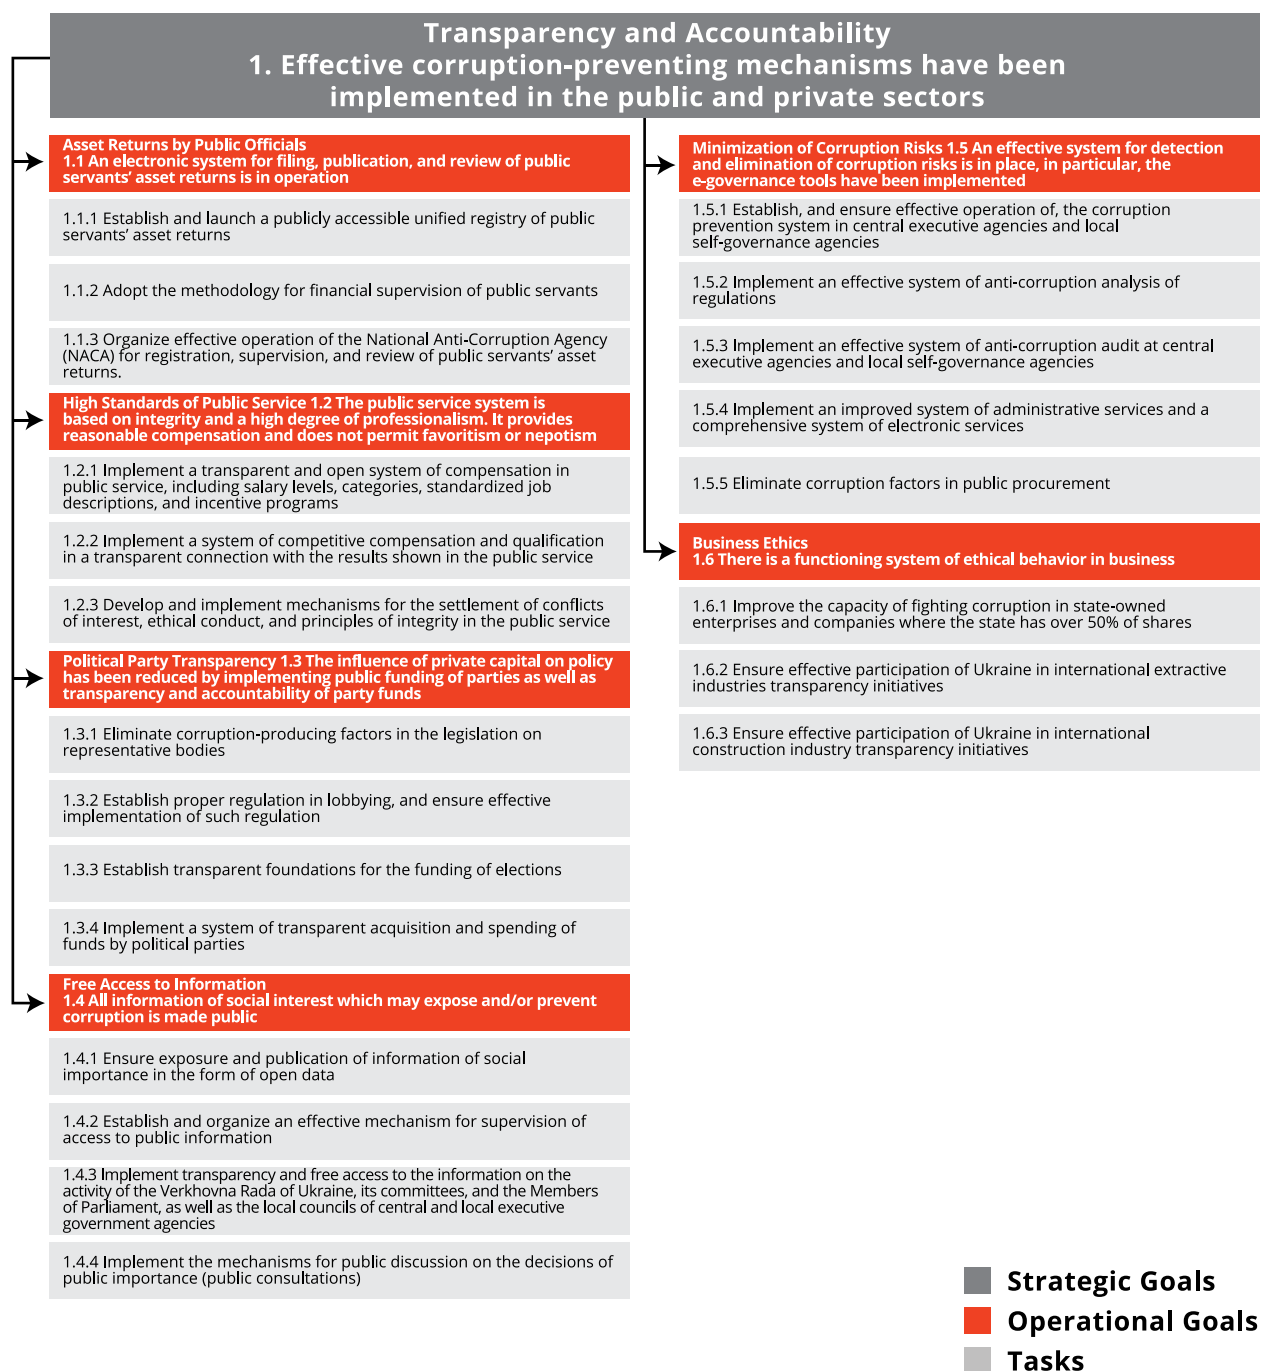 Transparency and Accountability
1. Effective corruption-preventing mechanisms have been
implemented in the public and private sectors
Asset Returns by Public Officials
1.1 An electronic system for filing, publication, and review of public
servants’ asset returns is in operation
1.1.1 Establish and launch a publicly accessible unified registry of public
servants’ asset returns
1.1.2 Adopt the methodology for financial supervision of public servants
1.1.3 Organize effective operation of the National Anti-Corruption Agency
(NACA) for registration, supervision, and review of public servants’ asset
returns.
High Standards of Public Service 1.2 The public service system is
based on integrity and a high degree of professionalism. It provides
reasonable compensation and does not permit favoritism or nepotism
1.2.1 Implement a transparent and open system of compensation in
public service, including salary levels, categories, standardized job
descriptions, and incentive programs
1.2.2 Implement a system of competitive compensation and qualification
in a transparent connection with the results shown in the public service
1.2.3 Develop and implement mechanisms for the settlement of conflicts
of interest, ethical conduct, and principles of integrity in the public service
Political Party Transparency 1.3 The influence of private capital on policy
has been reduced by implementing public funding of parties as well as
transparency and accountability of party funds
1.3.1 Eliminate corruption-producing factors in the legislation on
representative bodies
1.3.2 Establish proper regulation in lobbying, and ensure effective
implementation of such regulation
1.3.3 Establish transparent foundations for the funding of elections
1.3.4 Implement a system of transparent acquisition and spending of
funds by political parties
Free Access to Information
1.4 All information of social interest which may expose and/or prevent
corruption is made public
1.4.1 Ensure exposure and publication of information of social
importance in the form of open data
1.4.2 Establish and organize an effective mechanism for supervision of
access to public information
1.4.3 Implement transparency and free access to the information on the
activity of the Verkhovna Rada of Ukraine, its committees, and the Members
of Parliament, as well as the local councils of central and local executive
government agencies
1.4.4 Implement the mechanisms for public discussion on the decisions of
public importance (public consultations)
Minimization of Corruption Risks 1.5 An effective system for detection
and elimination of corruption risks is in place, in particular, the
e-governance tools have been implemented
1.5.1 Establish, and ensure effective operation of, the corruption
prevention system in central executive agencies and local
self-governance agencies
1.5.2 Implement an effective system of anti-corruption analysis of
regulations
1.5.3 Implement an effective system of anti-corruption audit at central
executive agencies and local self-governance agencies
1.5.4 Implement an improved system of administrative services and a
comprehensive system of electronic services
1.5.5 Eliminate corruption factors in public procurement
Business Ethics
1.6 There is a functioning system of ethical behavior in business
1.6.1 Improve the capacity of fighting corruption in state-owned
enterprises and companies where the state has over 50% of shares
1.6.2 Ensure effective participation of Ukraine in international extractive
industries transparency initiatives
1.6.3 Ensure effective participation of Ukraine in international
construction industry transparency initiatives
Strategic Goals
Operational Goals
Tasks